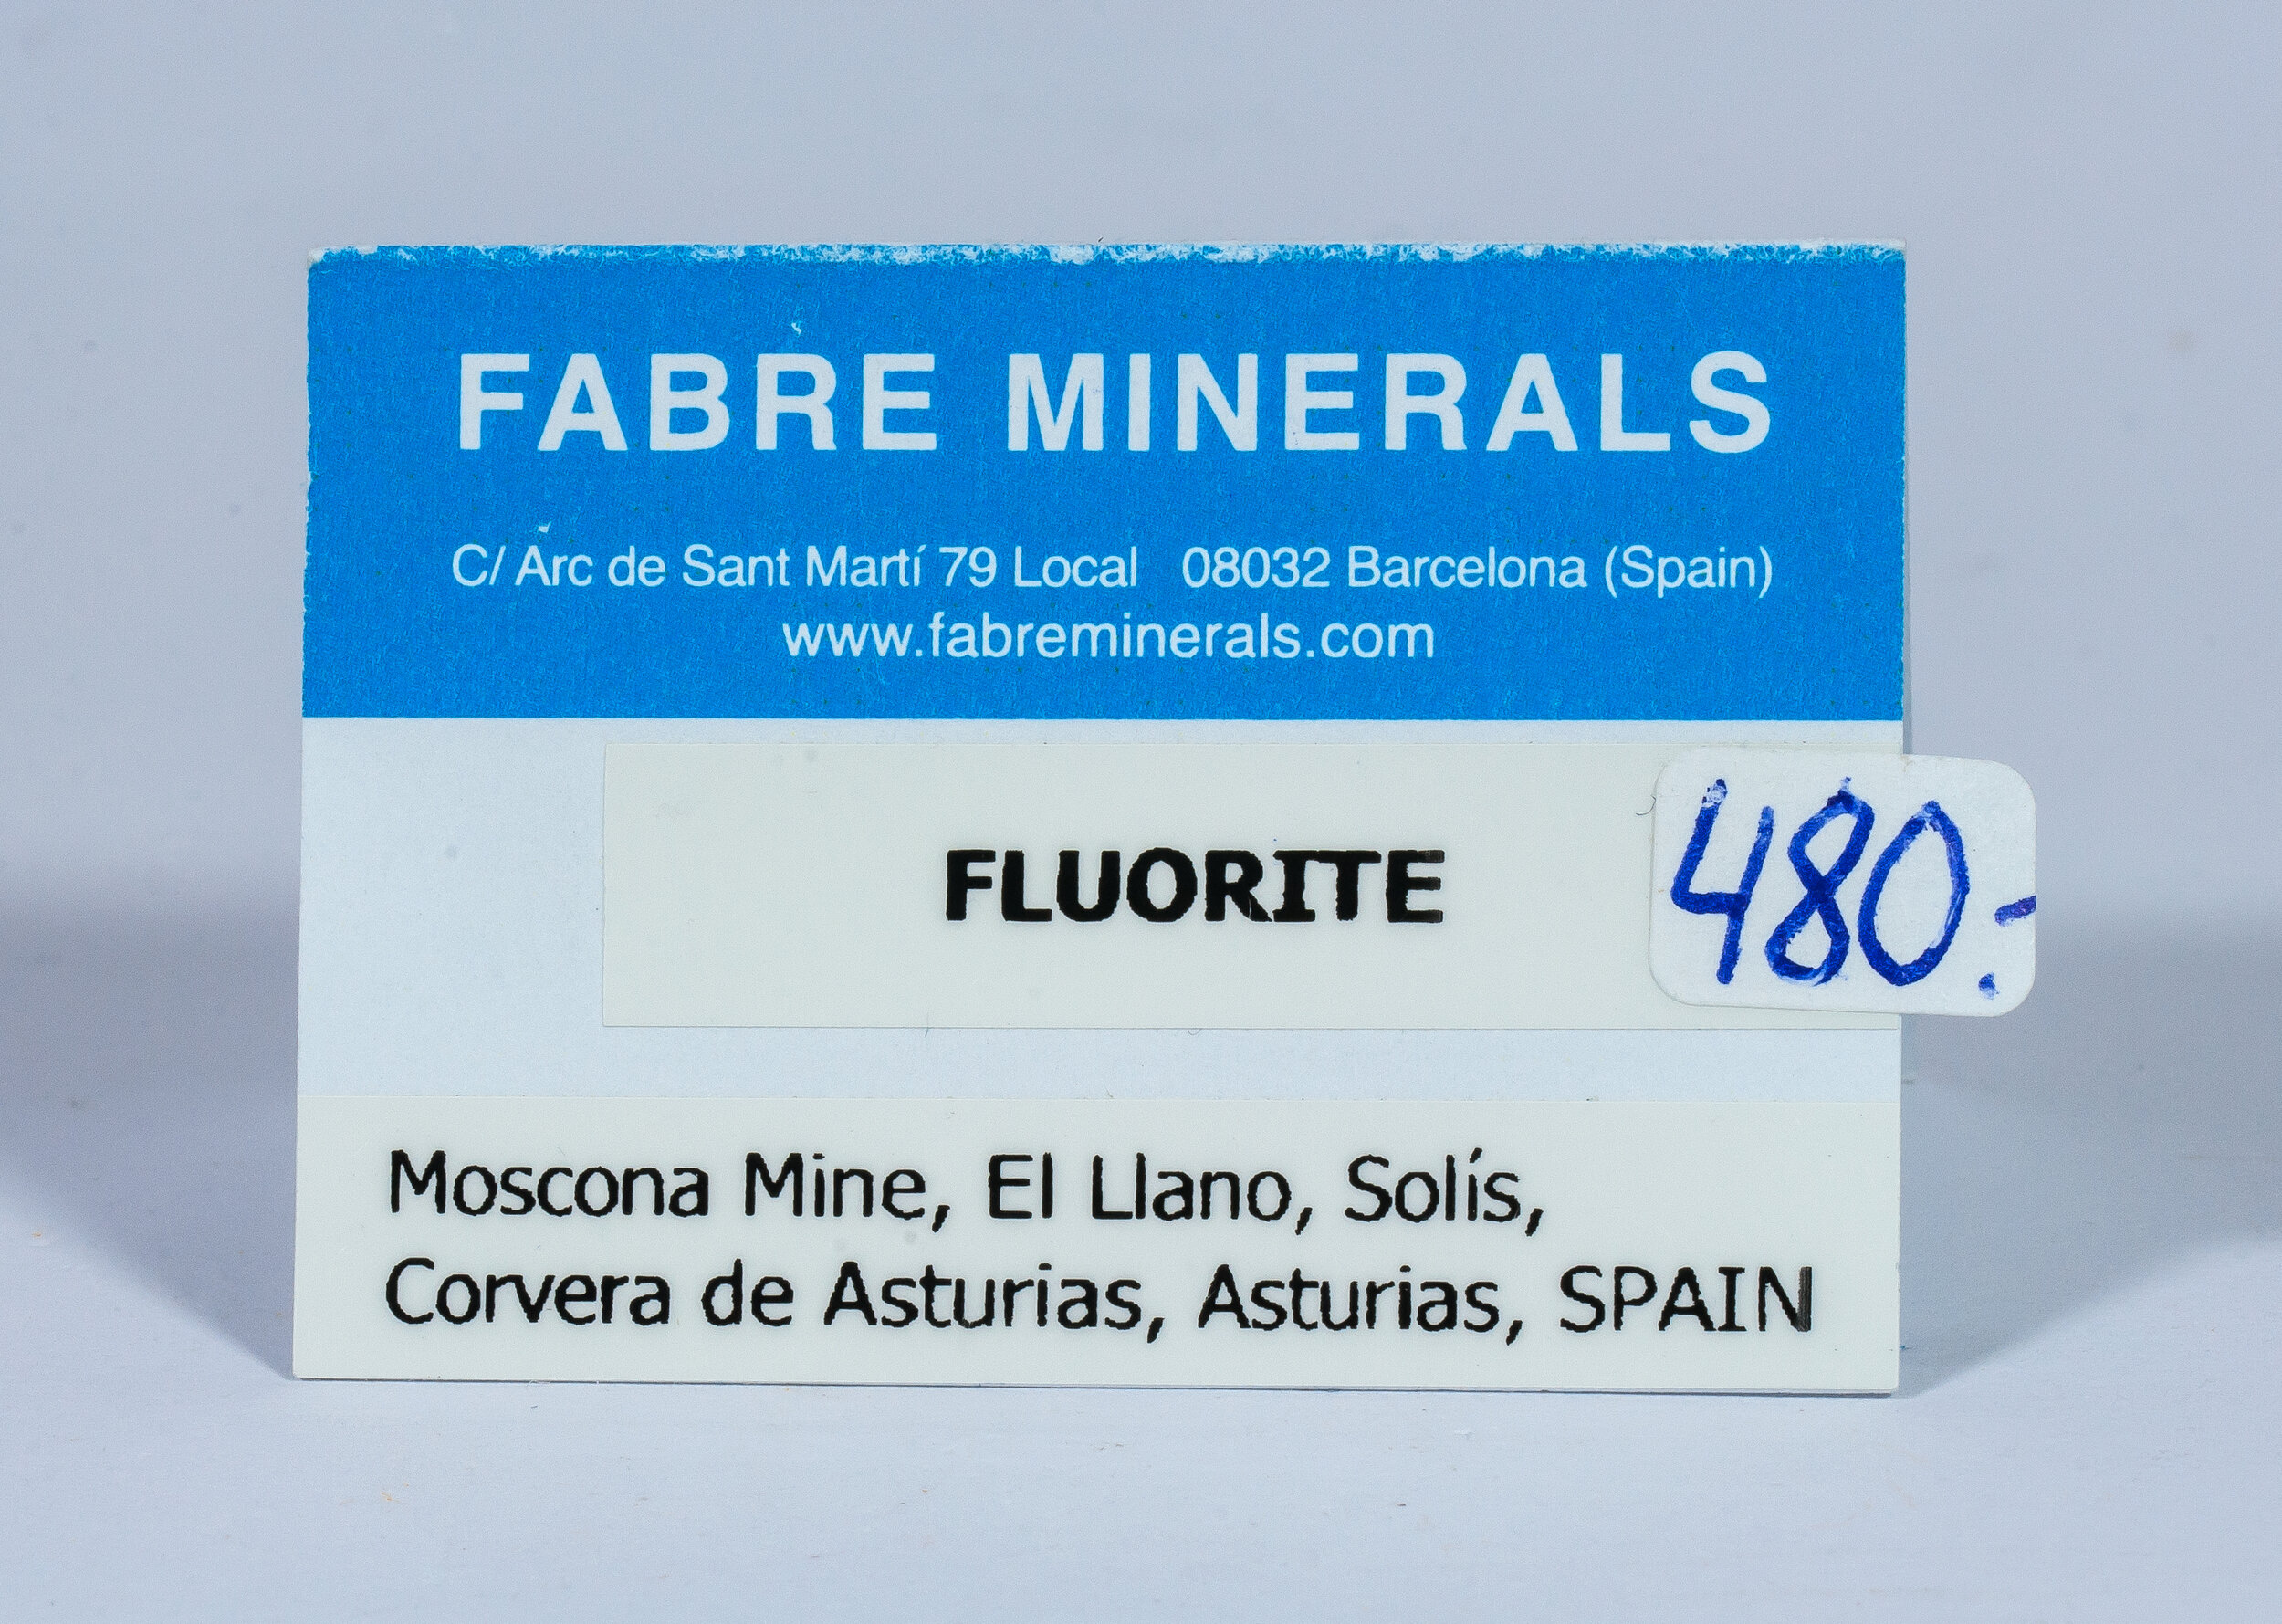 FABRE MINERALS
C/ Arc de Sant Martí 79 Local 08032 Barcelona (Spain)
www.fabreminerals.com
FLUORITE
480.-
Moscona Mine, El Llano, Solís,
Corvera de Asturias, Asturias, SPAIN